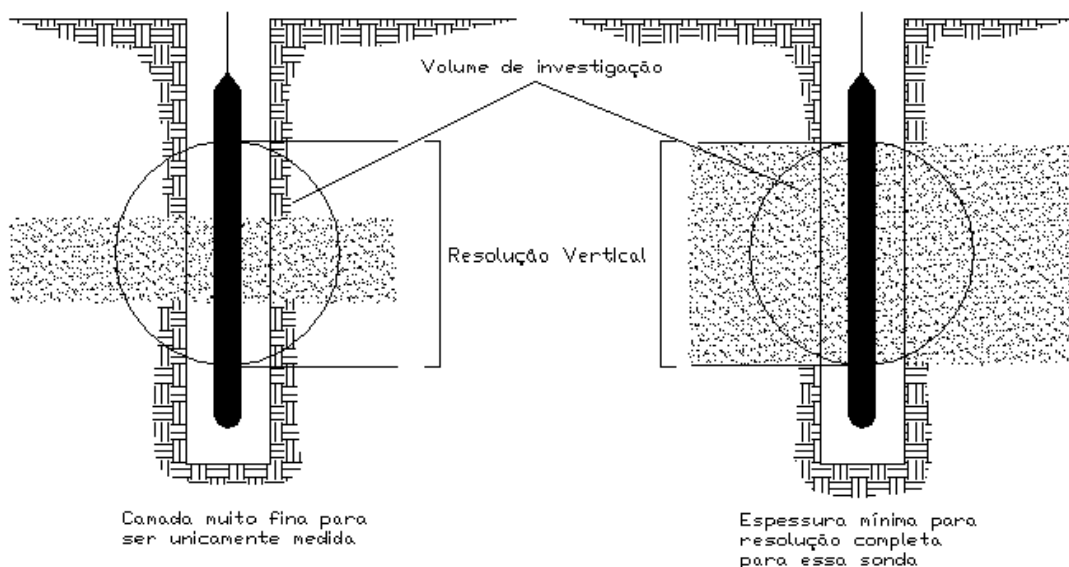 Volume de investigação
Resolução Vertical
Camada muito fina para
ser unicamente medida
Espessura mínima para
resolução completa
para essa sonda